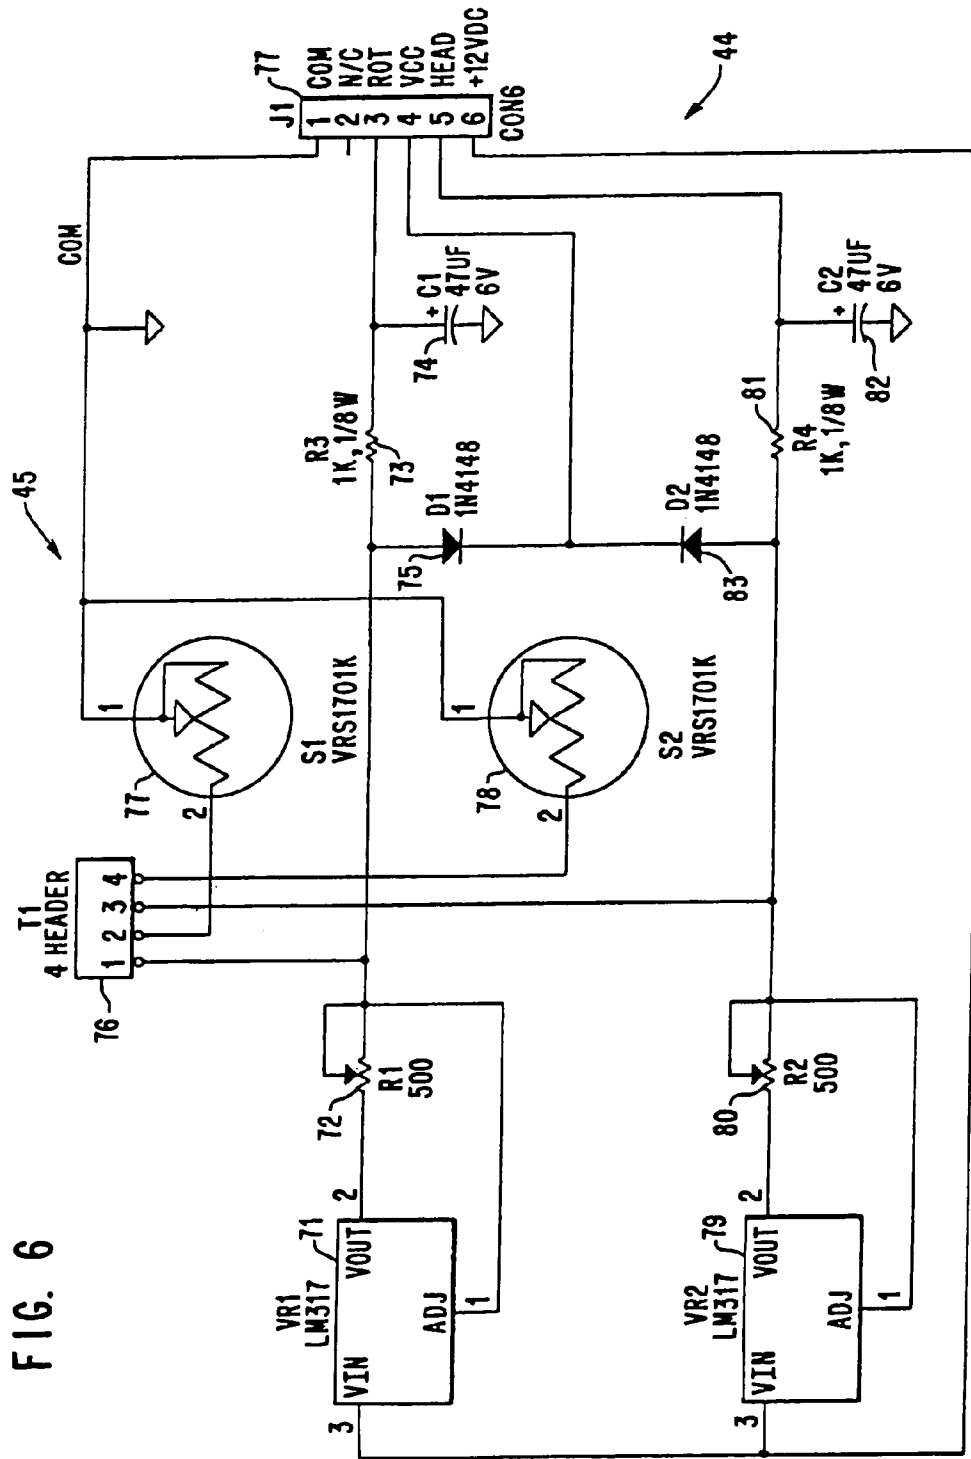 FIG. 6
45
44
T1
4 HEADER
1 2 3 4
76
COM
J1
77
1 COM
2 N/C
3 ROT
4 VCC
5 HEAD
6 +12VDC
CON6
77
1
2
S1
VRS1701K
78
1
2
S2
VRS1701K
R3
1K,1/8W
73
74
+ C1
47UF
6V
75
D1
1N4148
D2
1N4148
83
81
R4
1K,1/8W
82
+ C2
47UF
6V
VR1
LM317
71
VIN
VOUT
ADJ
3
2
1
72
R1
500
VR2
LM317
79
VIN
VOUT
ADJ
3
2
1
80
R2
500